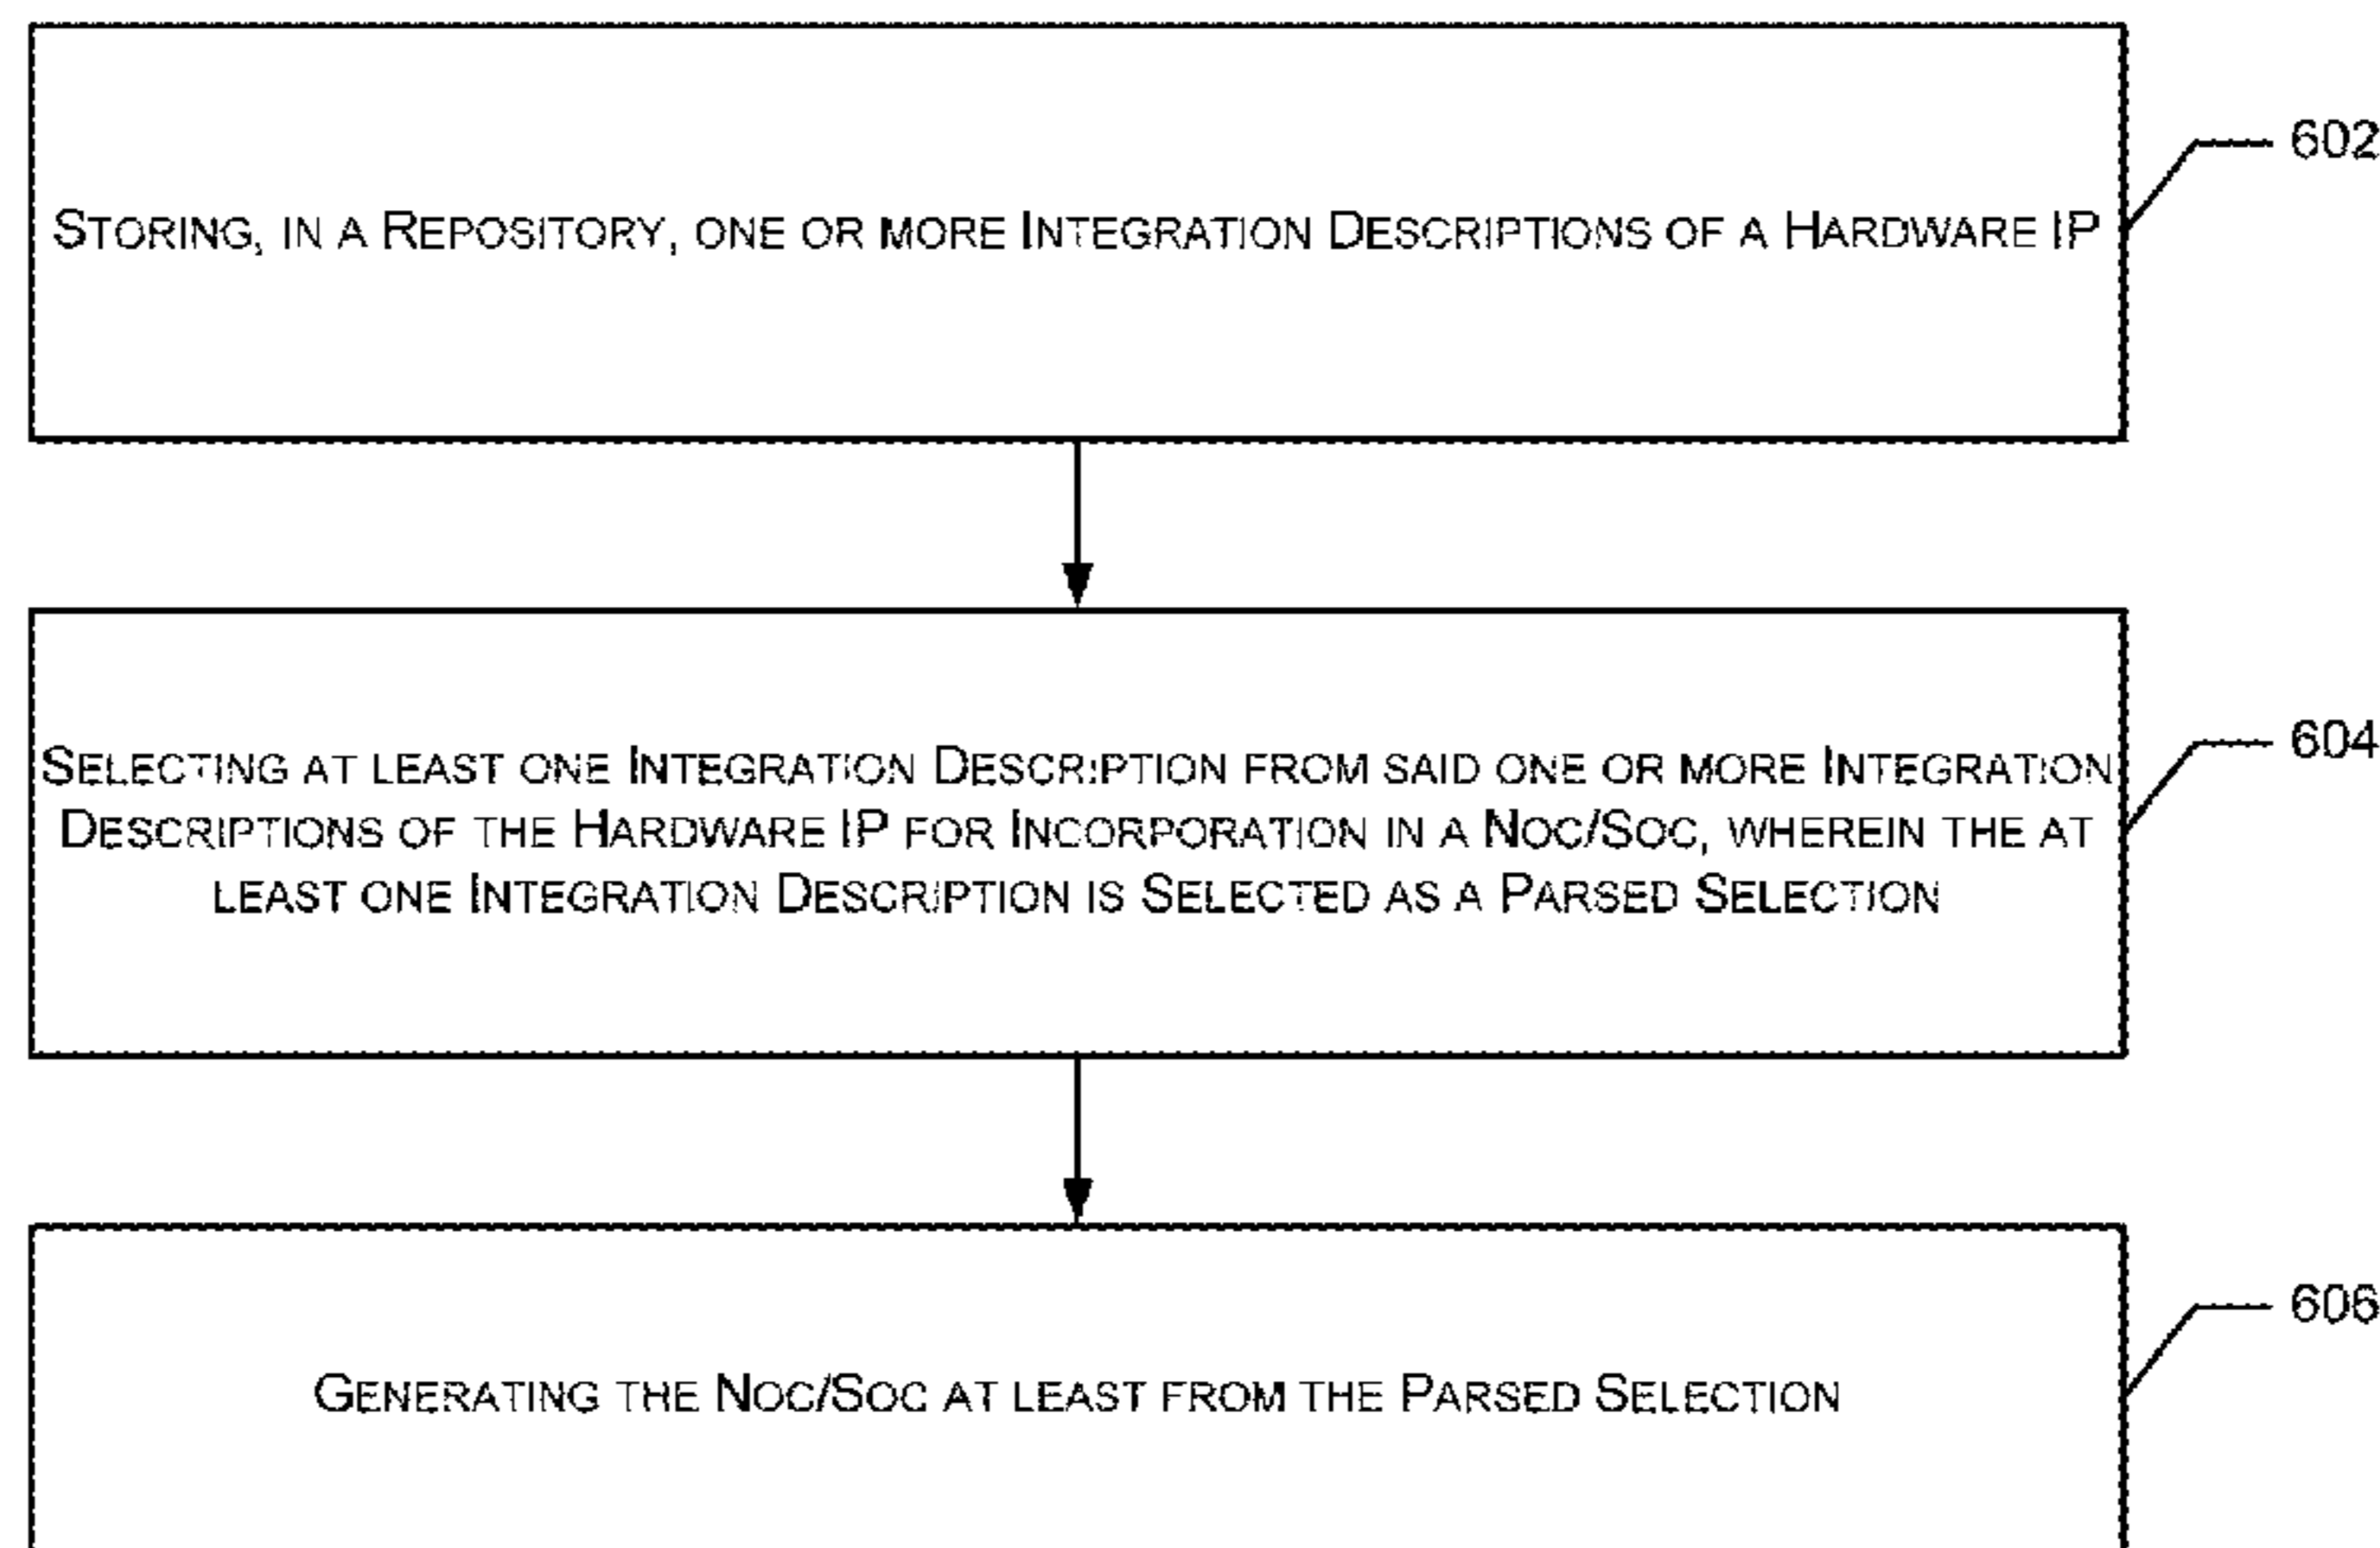 STORING, IN A REPOSITORY, ONE OR MORE INTEGRATION DESCRIPTIONS OF A HARDWARE IP
602
SELECTING AT LEAST ONE INTEGRATION DESCRIPTION FROM SAID ONE OR MORE INTEGRATION
DESCRIPTIONS OF THE HARDWARE IP FOR INCORPORATION IN A NOC/SOC, WHEREIN THE AT
LEAST ONE INTEGRATION DESCRIPTION IS SELECTED AS A PARSED SELECTION
604
GENERATING THE NOC/SOC AT LEAST FROM THE PARSED SELECTION
606